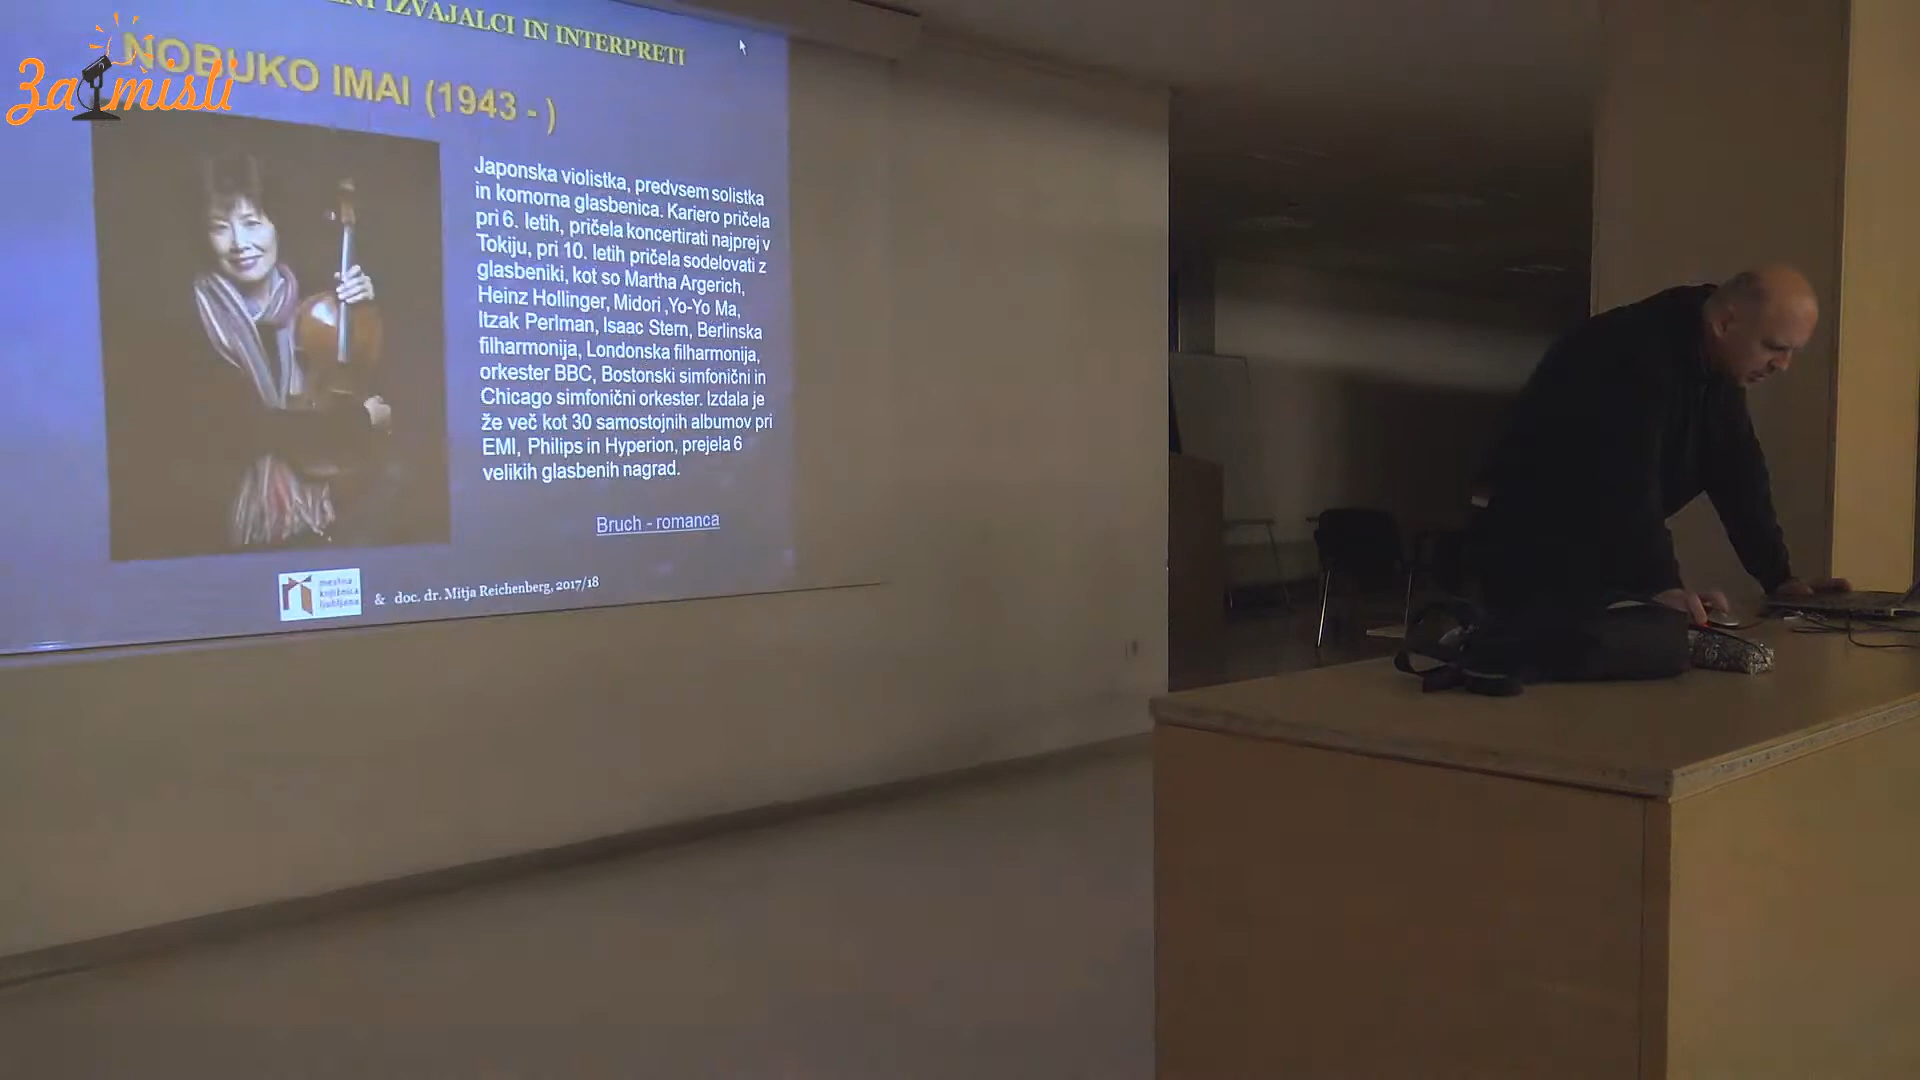 IZVAJALCI IN INTERPRETI
NOBUKO IMAI (1943 - )
Zamisli
Japonska violistka, predvsem solistka
in komorna glasbenica. Kariero pričela
pri 6. letih, pričela koncertirati najprej v
Tokiju, pri 10. letih pričela sodelovati z
glasbeniki, kot so Martha Argerich,
Heinz Hollinger, Midori ,Yo-Yo Ma,
Itzak Perlman, Isaac Stern, Berlinska
filharmonija, Londonska filharmonija,
orkester BBC, Bostonski simfonični in
Chicago simfonični orkester. Izdala je
že več kot 30 samostojnih albumov pri
EMI, Philips in Hyperion, prejela 6
velikih glasbenih nagrad.
Bruch - romanca
mestna
knjižnica
ljubljana
& doc. dr. Mitja Reichenberg, 2017/18